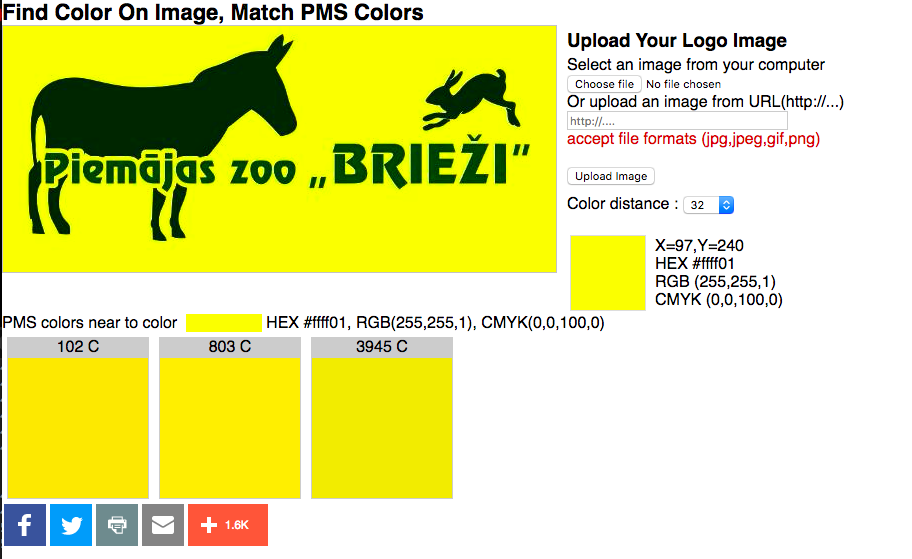 Find Color On Image, Match PMS Colors
Piemājas zoo „BRIEŽI”
Upload Your Logo Image
Select an image from your computer
Choose file No file chosen
Or upload an image from URL(http://...)
http://....
accept file formats (jpg,jpeg,gif,png)
Upload Image
Color distance : 32
X=97,Y=240
HEX #ffff01
RGB (255,255,1)
CMYK (0,0,100,0)
PMS colors near to color HEX #ffff01, RGB(255,255,1), CMYK(0,0,100,0)
102 C 803 C 3945 C
1.6K